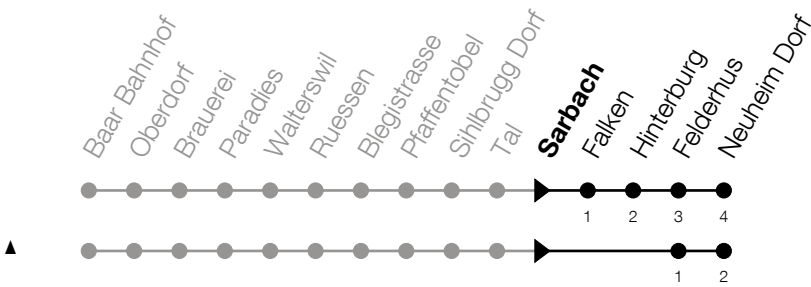 Baar Bahnhof
Oberdorf
Brauerei
Paradies
Walterswil
Ruessen
Blegistrasse
Pfaffentobel
Sihlbrugg Dorf
Tal
Sarbach
Falken
Hinterburg
Felderhus
Neuheim Dorf
1 2 3 4
1 2